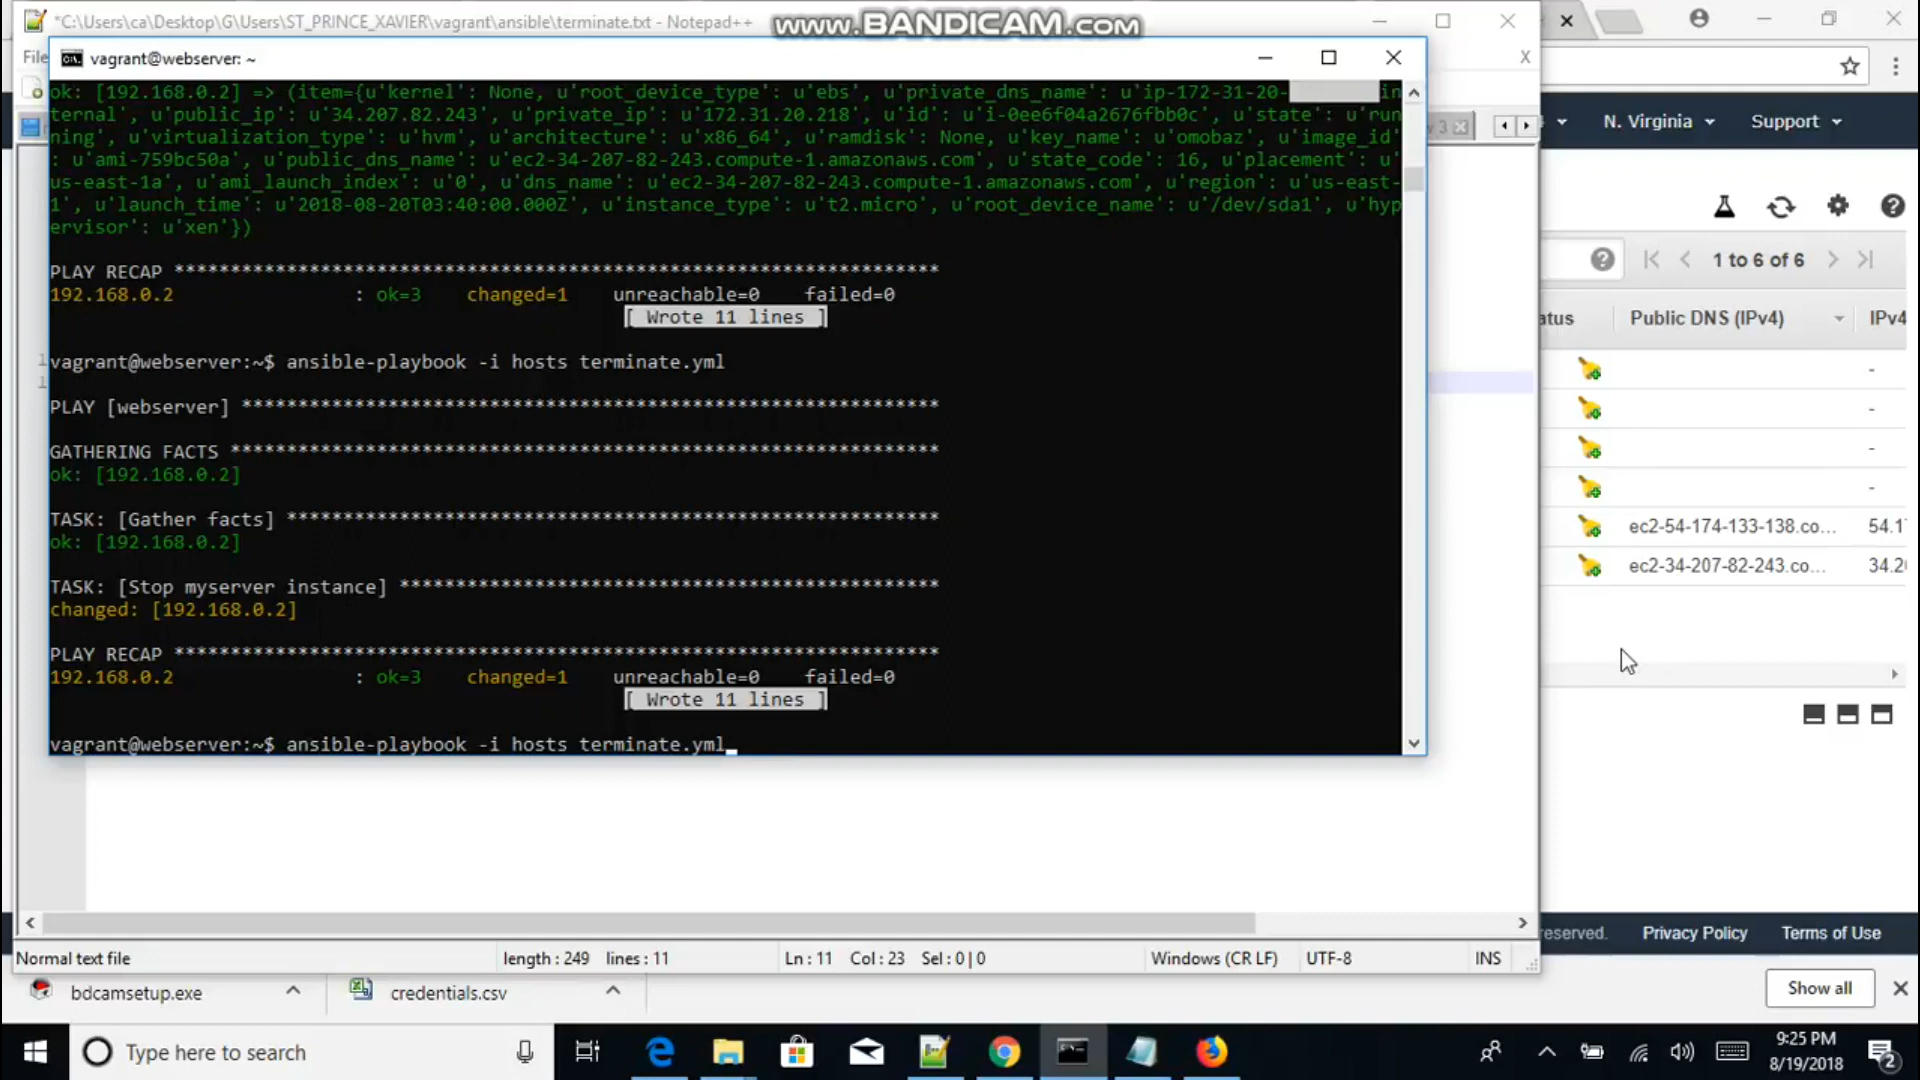 *C:\Users\ca\Desktop\G\Users\ST_PRINCE_XAVIER\vagrant\ansible\terminate.txt - Notepad++
www.BANDICAM.com
File
X
vagrant@webserver: ~
ok: [192.168.0.2] => (item={u'kernel': None, u'root_device_type': u'ebs', u'private_dns_name': u'ip-172-31-20- in
ternal', u'public_ip': u'34.207.82.243', u'private_ip': u'172.31.20.218', u'id': u'i-0ee6f04a2676fbb0c', u'state': u'run
ning', u'virtualization_type': u'hvm', u'architecture': u'x86_64', u'ramdisk': None, u'key_name': u'omobaz', u'image_id'
: u'ami-759bc50a', u'public_dns_name': u'ec2-34-207-82-243.compute-1.amazonaws.com', u'state_code': 16, u'placement': u'
us-east-1a', u'ami_launch_index': u'0', u'dns_name': u'ec2-34-207-82-243.compute-1.amazonaws.com', u'region': u'us-east-
1', u'launch_time': u'2018-08-20T03:40:00.000Z', u'instance_type': u't2.micro', u'root_device_name': u'/dev/sda1', u'hyp
ervisor': u'xen'})
PLAY RECAP ********************************************************************
192.168.0.2 : ok=3 changed=1 unreachable=0 failed=0
[ Wrote 11 lines ]
vagrant@webserver:~$ ansible-playbook -i hosts terminate.yml
PLAY [webserver] **************************************************************
GATHERING FACTS ***************************************************************
ok: [192.168.0.2]
TASK: [Gather facts] **********************************************************
ok: [192.168.0.2]
TASK: [Stop myserver instance] ************************************************
changed: [192.168.0.2]
PLAY RECAP ********************************************************************
192.168.0.2 : ok=3 changed=1 unreachable=0 failed=0
[ Wrote 11 lines ]
vagrant@webserver:~$ ansible-playbook -i hosts terminate.yml
3
N. Virginia Support
1 to 6 of 6
atus Public DNS (IPv4) IPv4
-
-
-
-
ec2-54-174-133-138.co... 54.1
ec2-34-207-82-243.co... 34.2
reserved. Privacy Policy Terms of Use
Normal text file length : 249 lines : 11 Ln : 11 Col : 23 Sel : 0 | 0 Windows (CR LF) UTF-8 INS
bdcamsetup.exe credentials.csv Show all
Type here to search
9:25 PM
8/19/2018
2